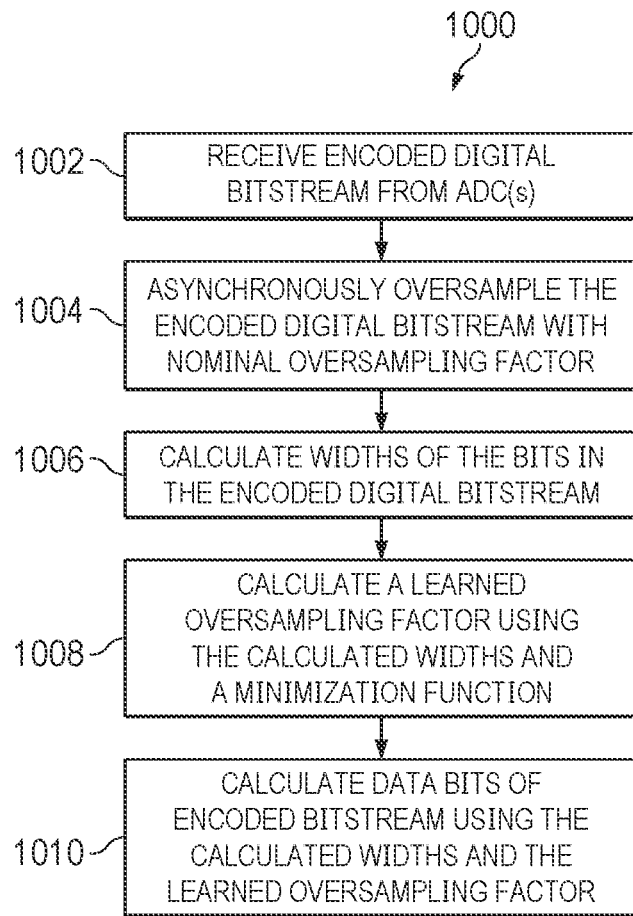 1000
1002
RECEIVE ENCODED DIGITAL
BITSTREAM FROM ADC(s)
1004
ASYNCHRONOUSLY OVERSAMPLE THE
ENCODED DIGITAL BITSTREAM WITH
NOMINAL OVERSAMPLING FACTOR
1006
CALCULATE WIDTHS OF THE BITS IN
THE ENCODED DIGITAL BITSTREAM
1008
CALCULATE A LEARNED
OVERSAMPLING FACTOR USING
THE CALCULATED WIDTHS AND
A MINIMIZATION FUNCTION
1010
CALCULATE DATA BITS OF
ENCODED BITSTREAM USING THE
CALCULATED WIDTHS AND THE
LEARNED OVERSAMPLING FACTOR